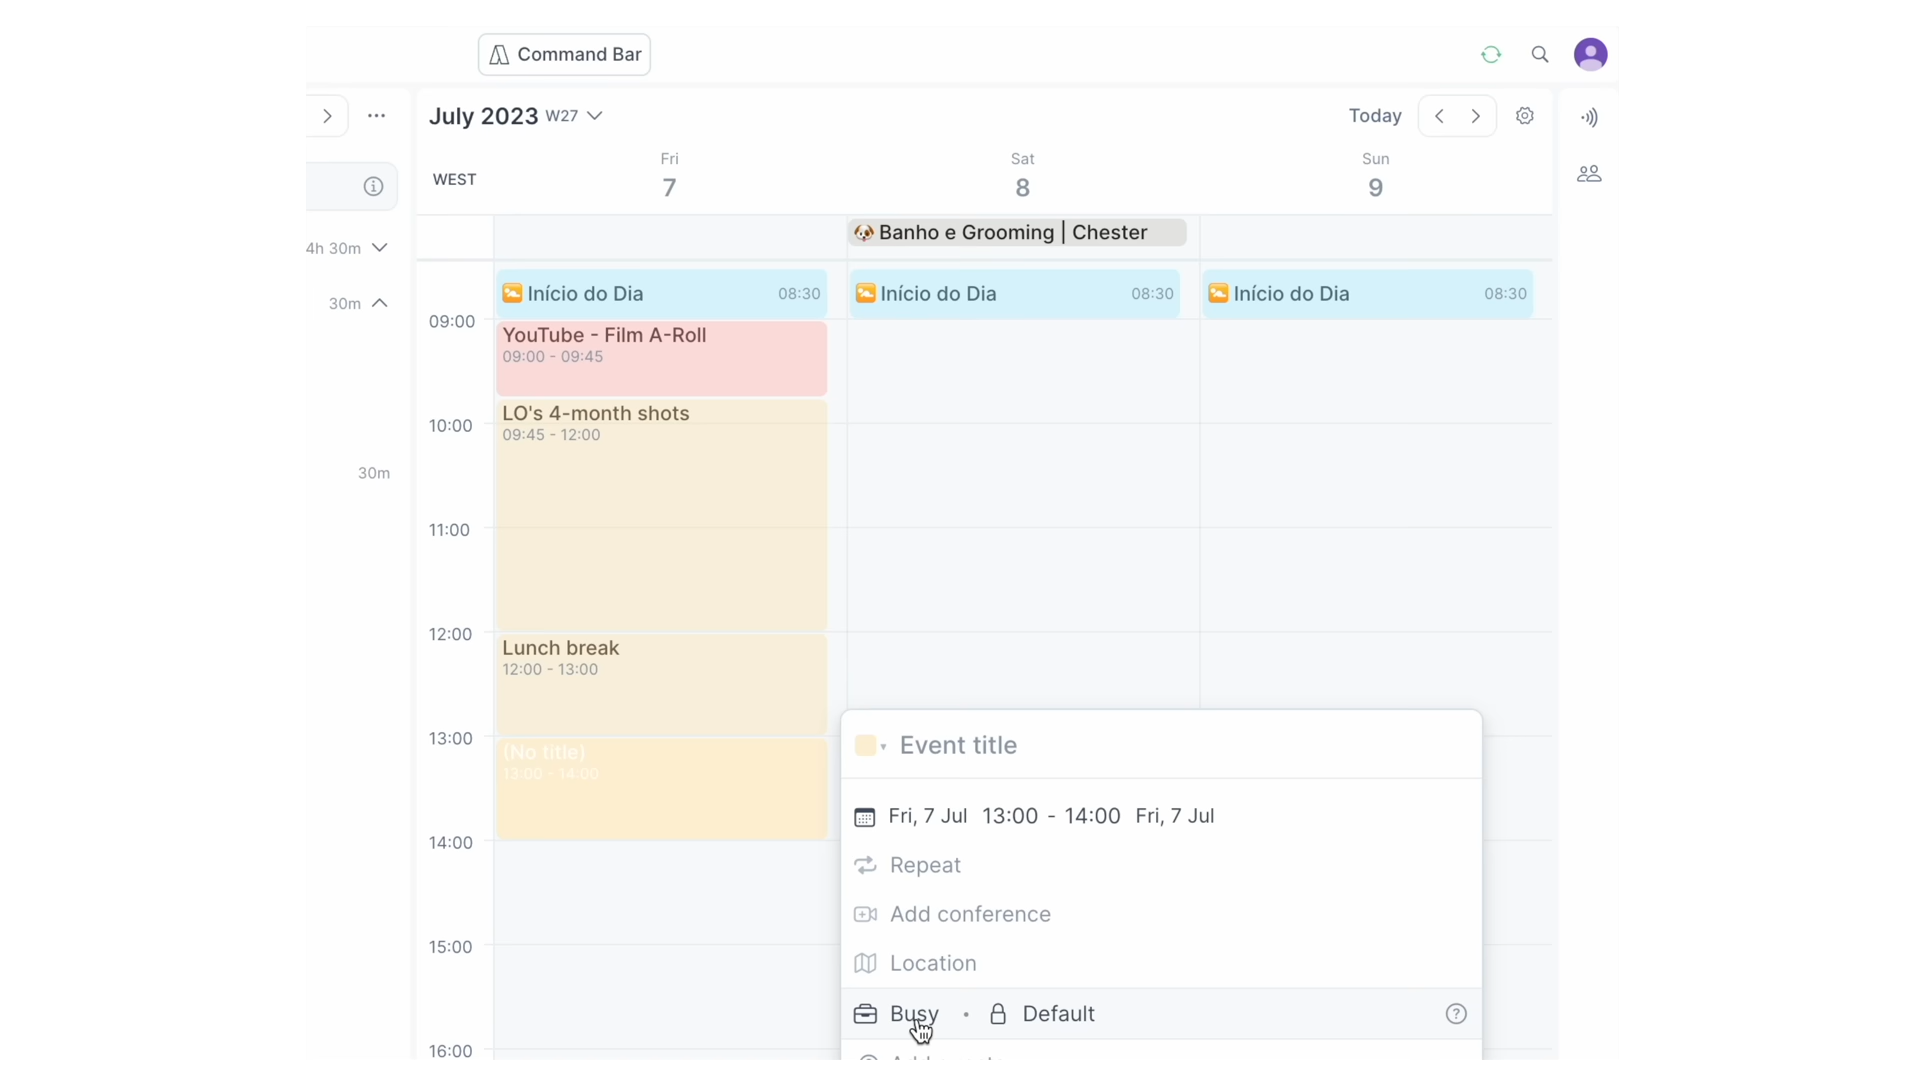 Command Bar
July 2023 W27
Today
WEST
Fri
7
Sat
8
Sun
9
4h 30m
30m
30m
Banho e Grooming | Chester
Início do Dia 08:30
Início do Dia 08:30
Início do Dia 08:30
09:00
YouTube - Film A-Roll
09:00 - 09:45
LO's 4-month shots
09:45 - 12:00
10:00
11:00
12:00
Lunch break
12:00 - 13:00
13:00
(No title)
13:00 - 14:00
14:00
15:00
16:00
Event title
Fri, 7 Jul 13:00 - 14:00 Fri, 7 Jul
Repeat
Add conference
Location
Busy • Default